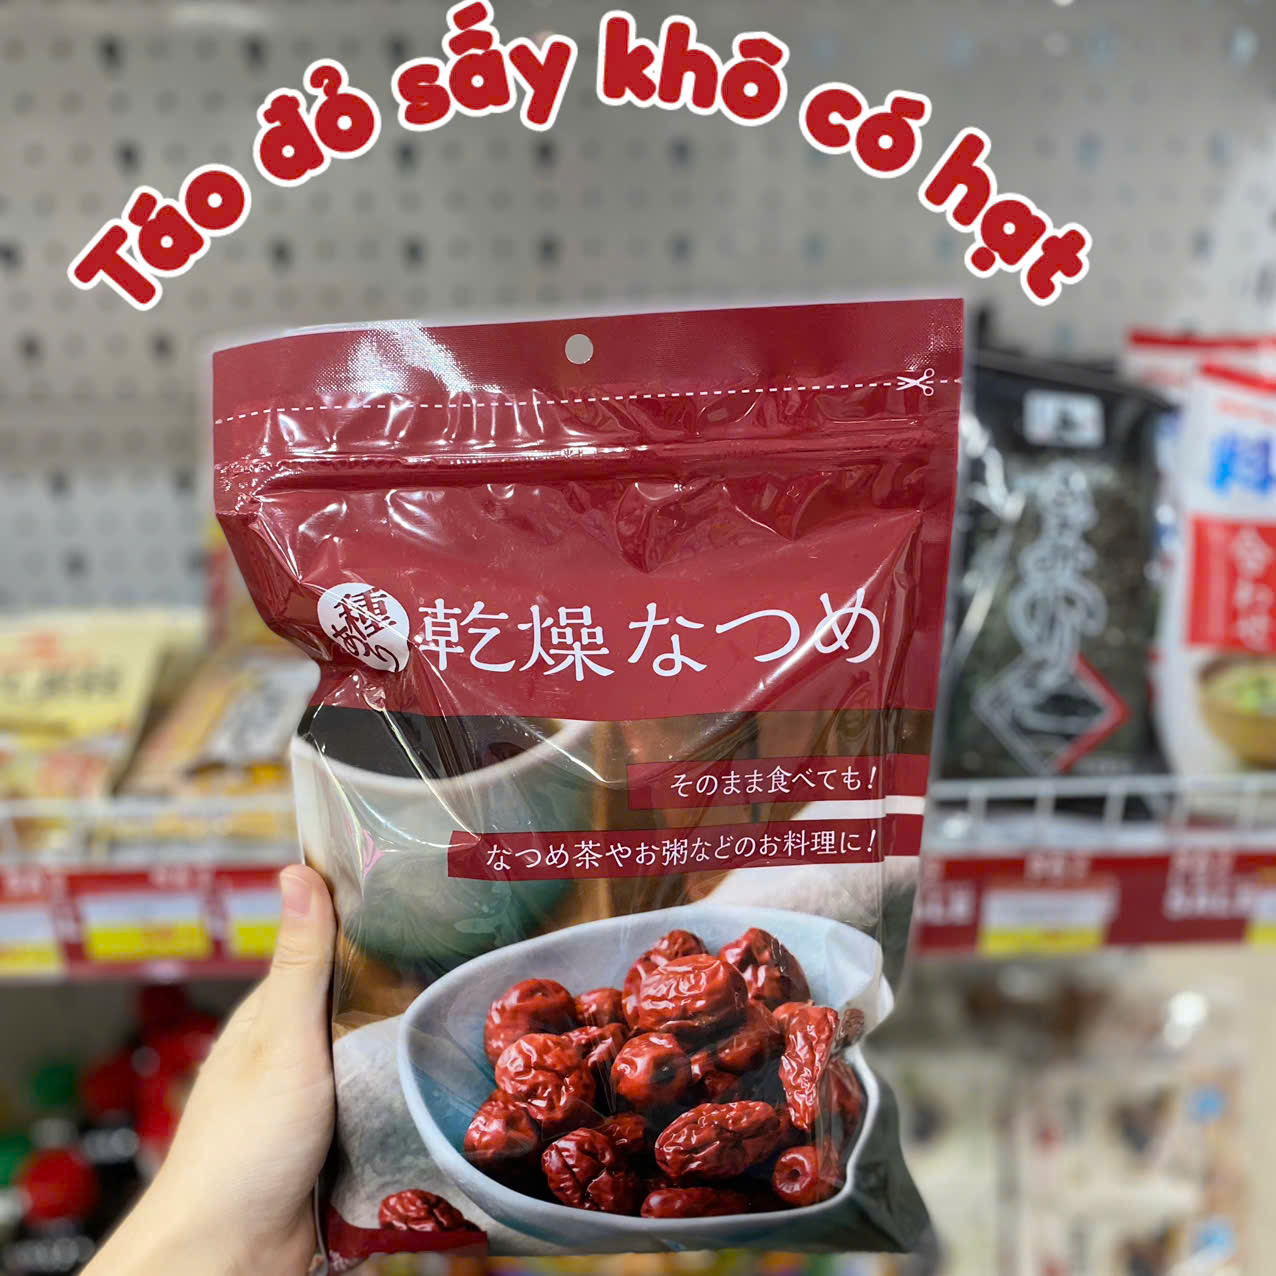 Táo đỏ sấy khô có hạt
種あり
乾燥なつめ
そのまま食べても!
なつめ茶やお粥などのお料理に!